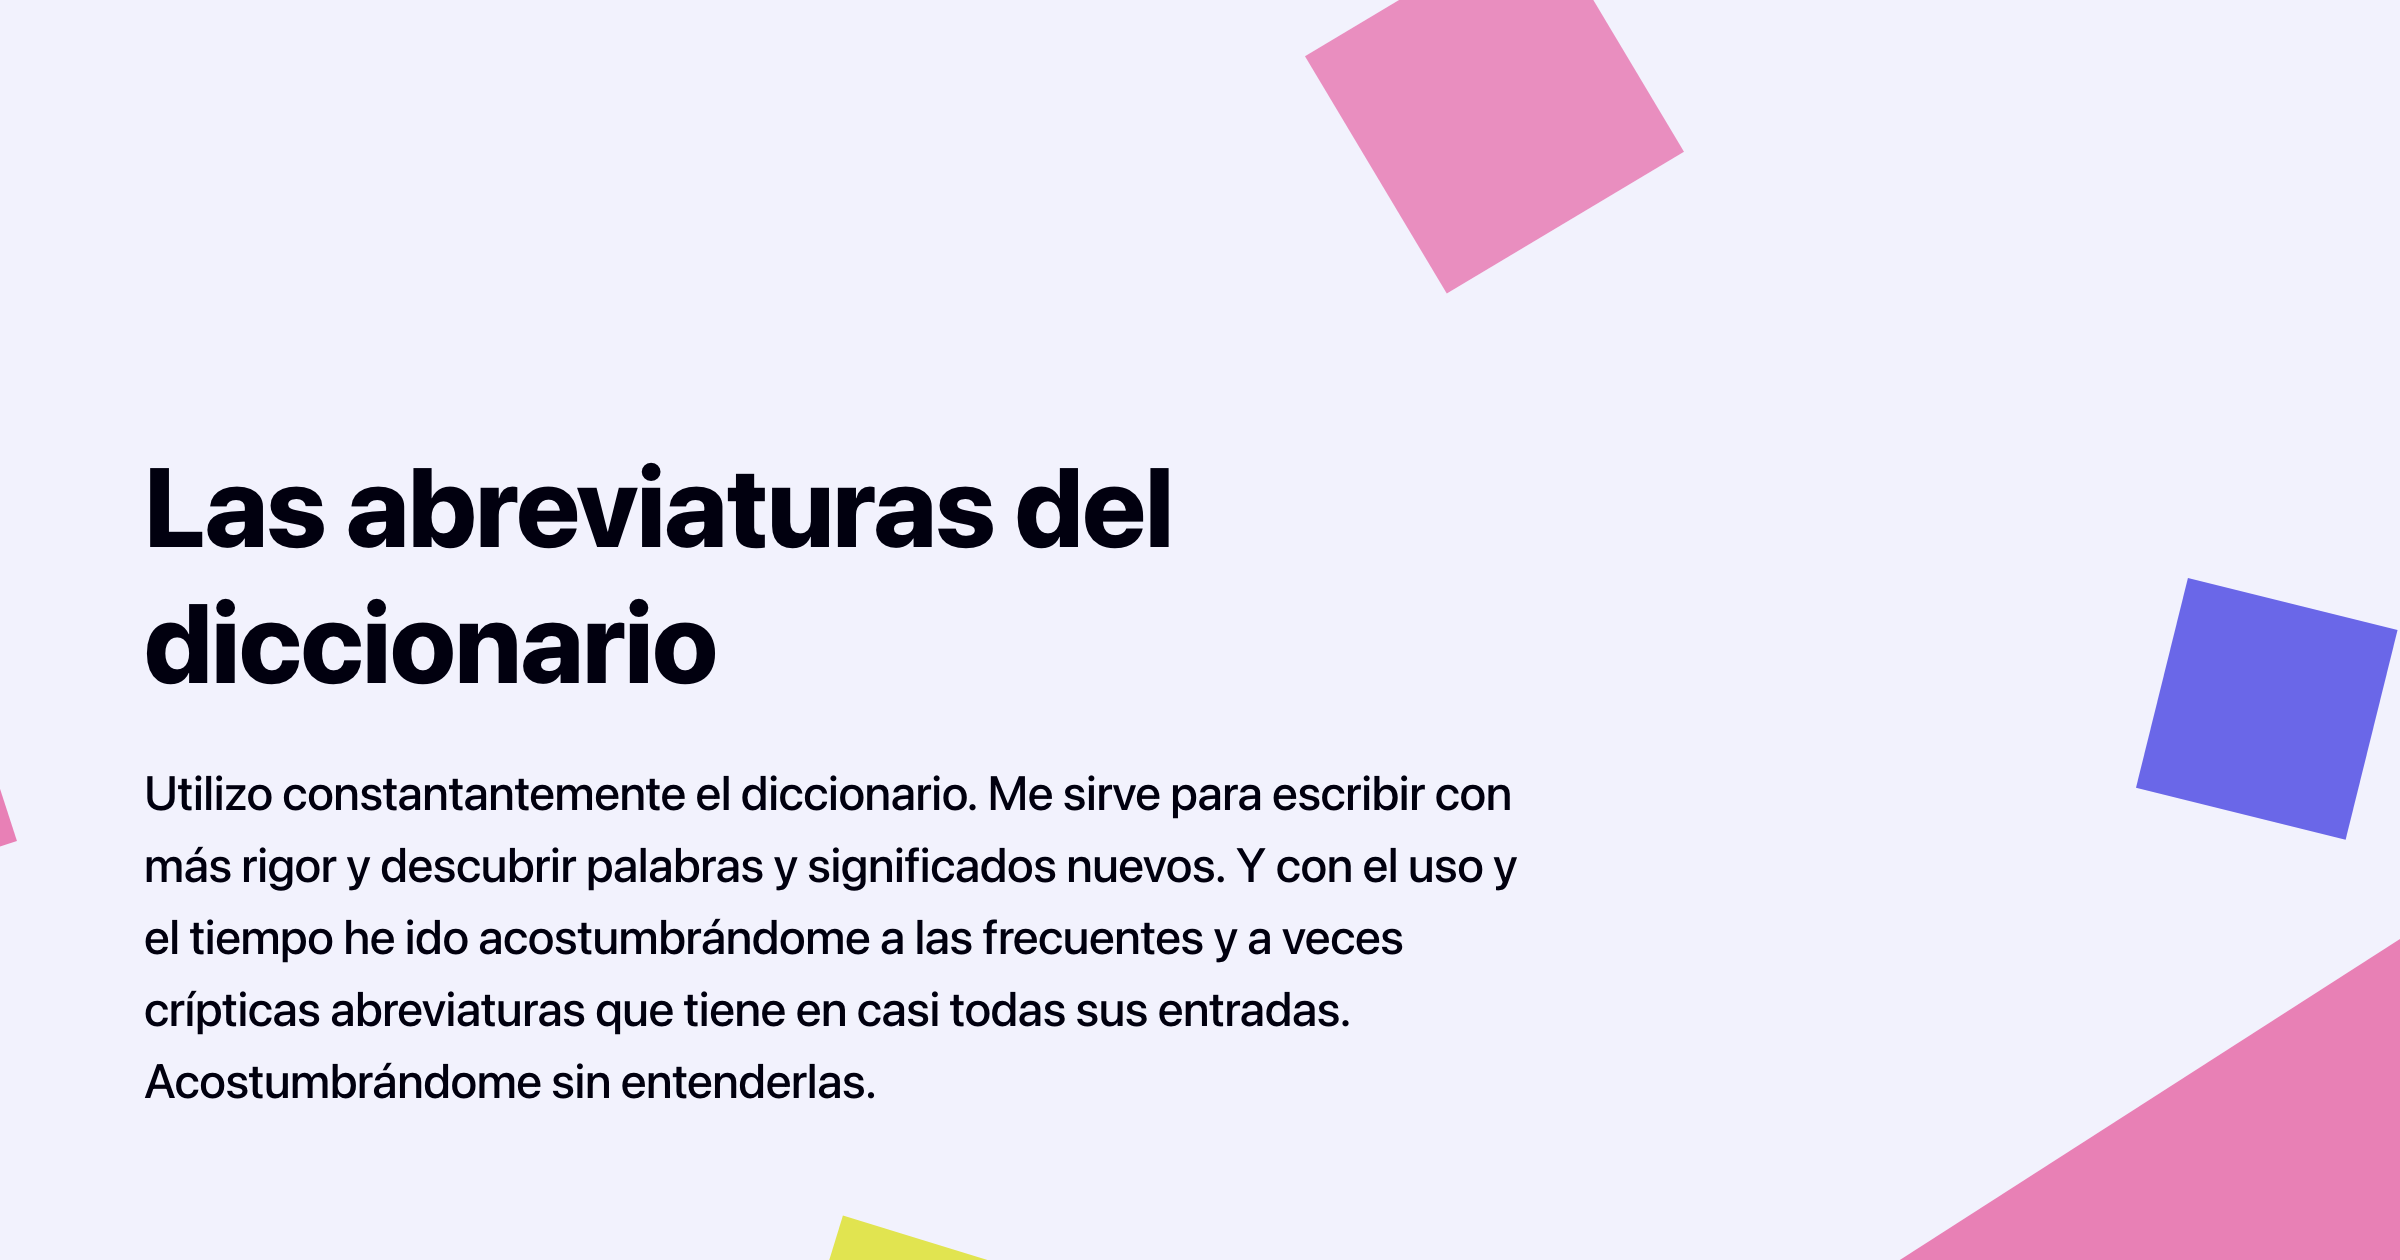 Las abreviaturas del
diccionario
Utilizo constantantemente el diccionario. Me sirve para escribir con
más rigor y descubrir palabras y significados nuevos. Y con el uso y
el tiempo he ido acostumbrándome a las frecuentes y a veces
crípticas abreviaturas que tiene en casi todas sus entradas.
Acostumbrándome sin entenderlas.